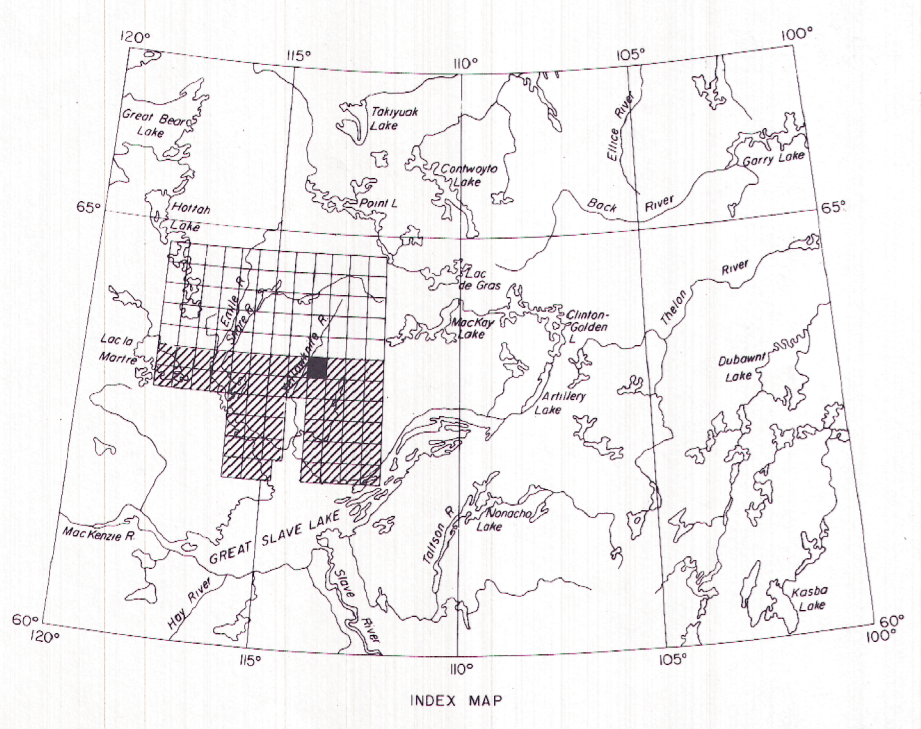 120°
115°
110°
105°
100°
Great Bear
Lake
Takiyuak
Lake
Ellice River
Contwoyto
Lake
Garry Lake
65°
Hottah
Lake
Point L
Back River
65°
Lac
de Gras
Thelon River
Emile R
Snare R
Yellowknife R
MacKay
Lake
Clinton-
Golden
L
Lac la
Martre
Dubawnt
Lake
Artillery
Lake
GREAT SLAVE LAKE
Taltson R
Nonacho
Lake
MacKenzie R
Hay River
Slave River
Kasba
Lake
60°
120°
115°
110°
105°
60°
100°
INDEX MAP